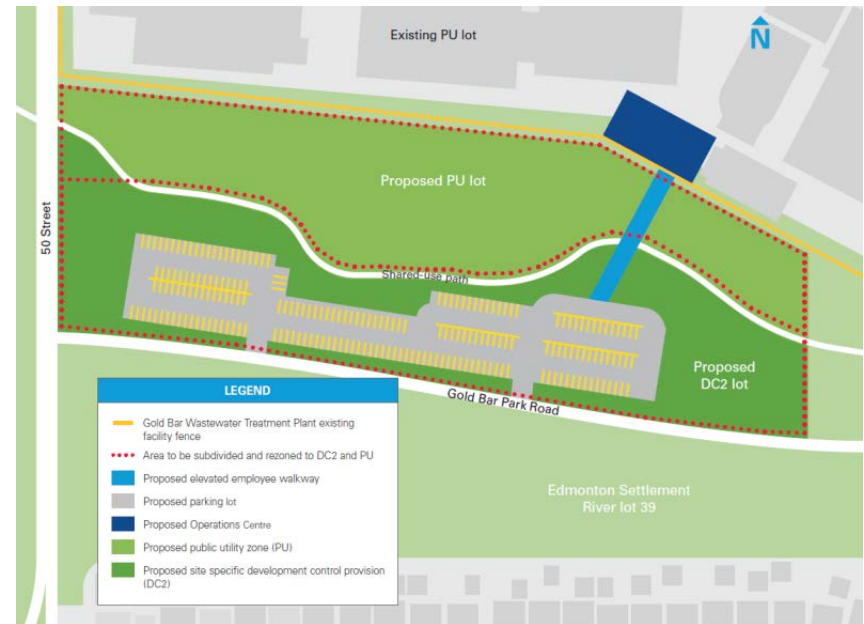 Existing PU lot
N
Proposed PU lot
50 Street
Shared-use path
Proposed
DC2 lot
Gold Bar Park Road
Edmonton Settlement
River lot 39
LEGEND
Gold Bar Wastewater Treatment Plant existing
facility fence
Area to be subdivided and rezoned to DC2 and PU
Proposed elevated employee walkway
Proposed parking lot
Proposed Operations Centre
Proposed public utility zone (PU)
Proposed site specific development control provision
(DC2)